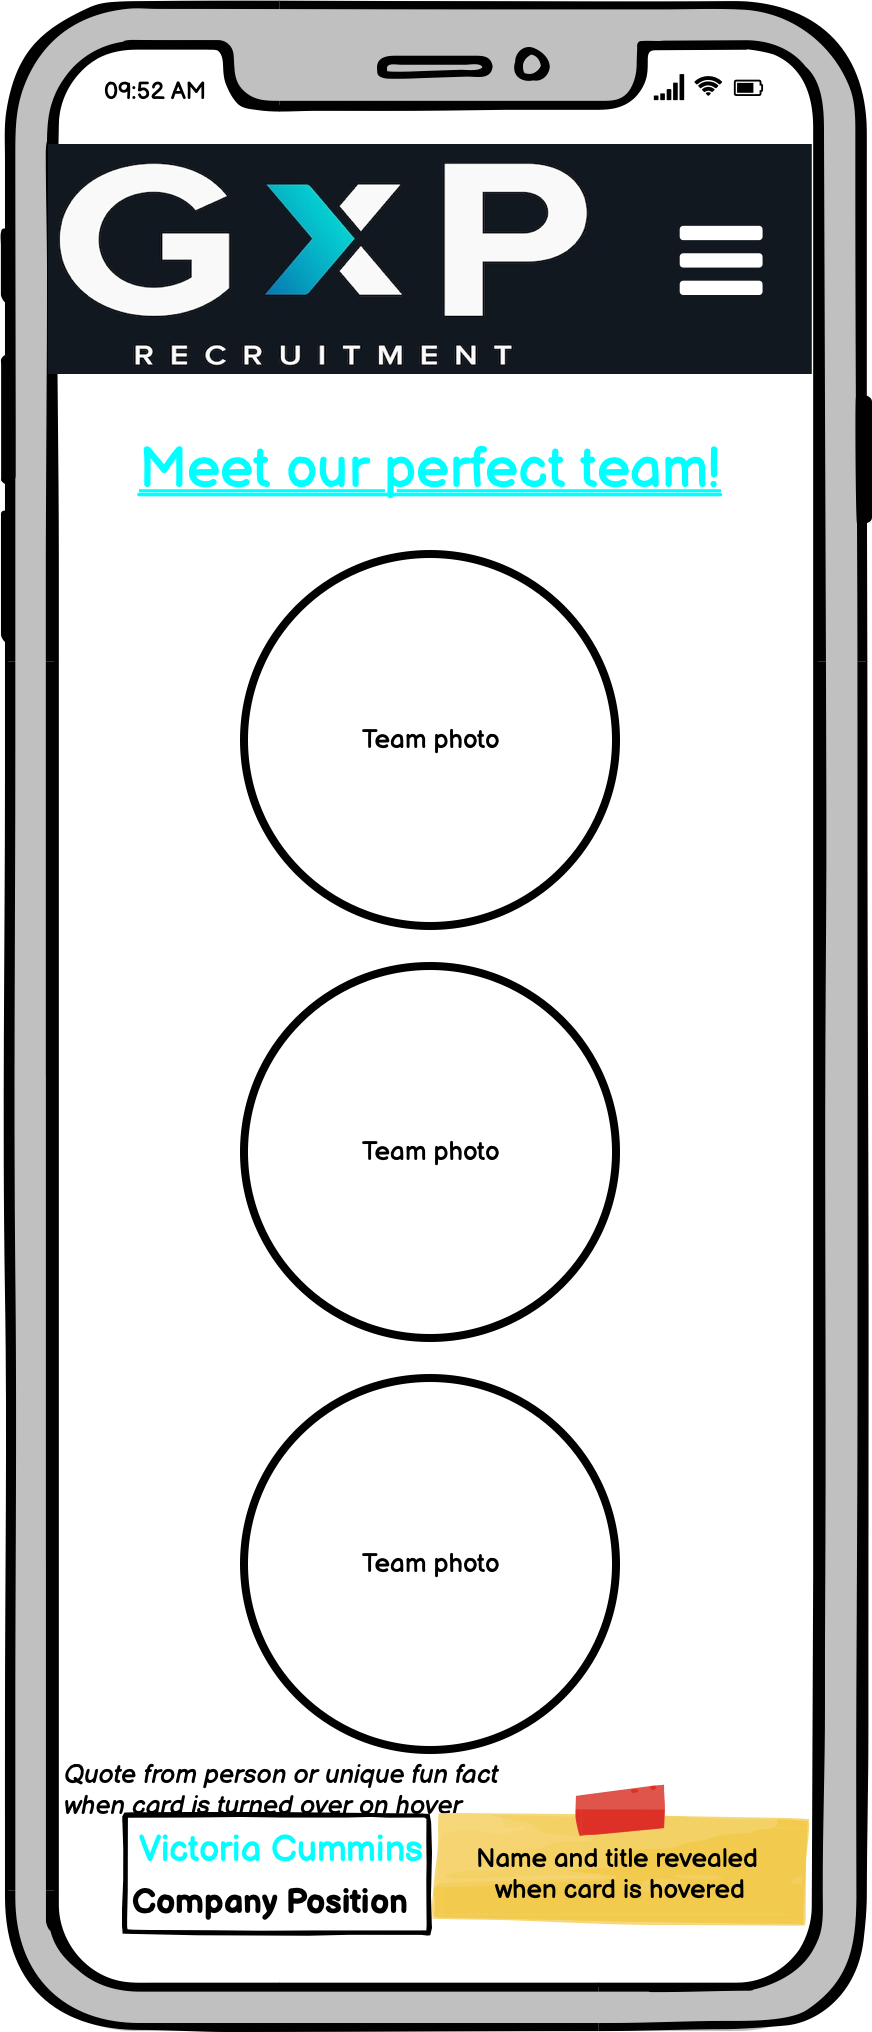 09:52 AM
GXP
RECRUITMENT
Meet our perfect team!
Team photo
Team photo
Team photo
Quote from person or unique fun fact
when card is turned over on hover
Victoria Cummins
Company Position
Name and title revealed
when card is hovered